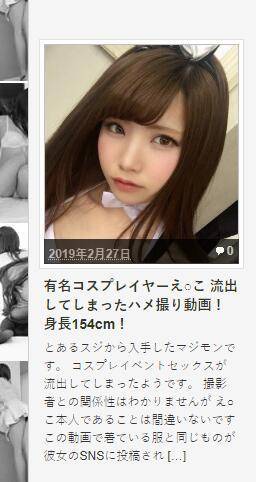 2019年2月27日
0
有名コスプレイヤーえ○こ 流出
してしまったハメ撮り動画！
身長154cm！
とあるスジから入手したマジモンで
す。 コスプレイベントセックスが
流出してしまったようです。 撮影
者との関係性はわかりませんが え○
こ本人であることは間違いないです
この動画で着ている服と同じものが
彼女のSNSに投稿され [...]